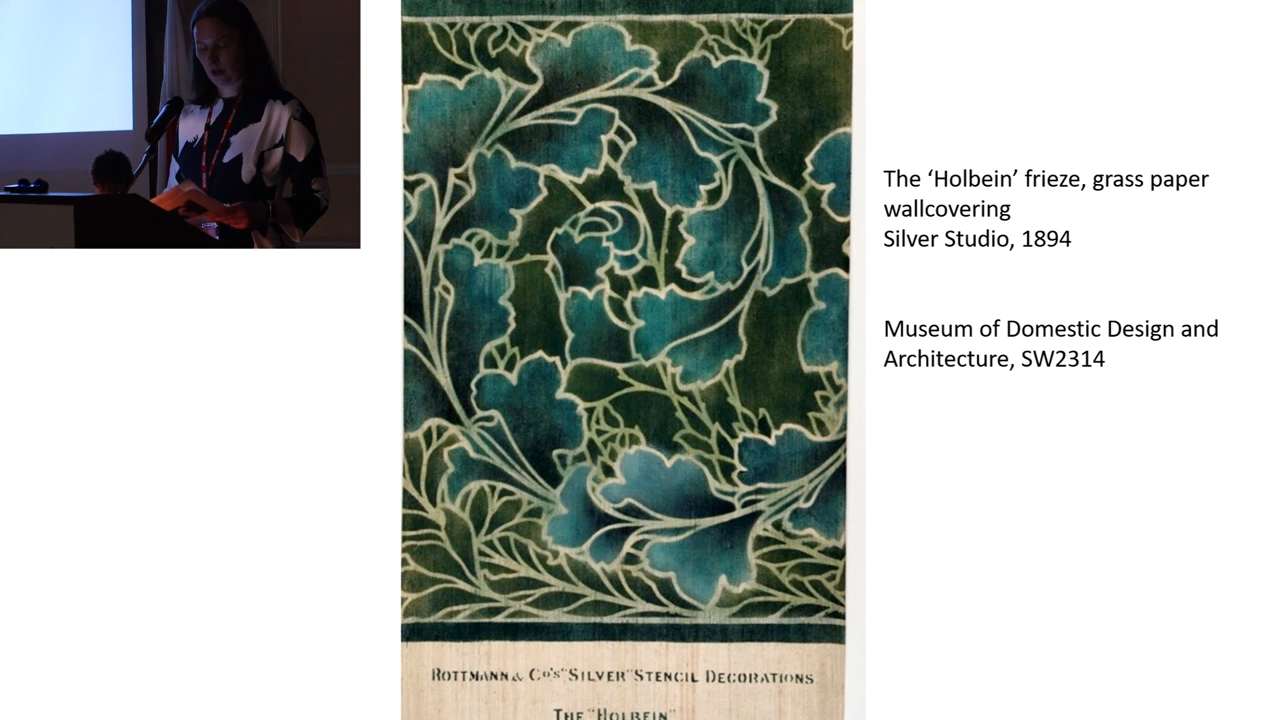 The ‘Holbein’ frieze, grass paper
wallcovering
Silver Studio, 1894
Museum of Domestic Design and
Architecture, SW2314
ROTTMANN & Co's "SILVER" STENCIL DECORATIONS
THE "HOLBEIN"